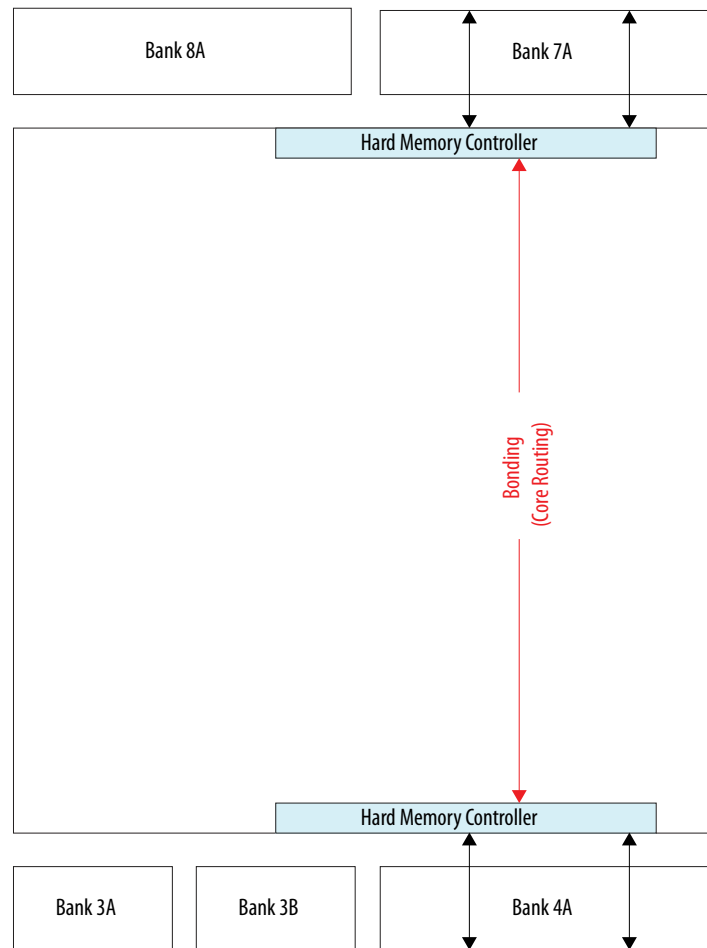 Bank 8A
Bank 7A
Hard Memory Controller
Bonding
(Core Routing)
Hard Memory Controller
Bank 3A
Bank 3B
Bank 4A